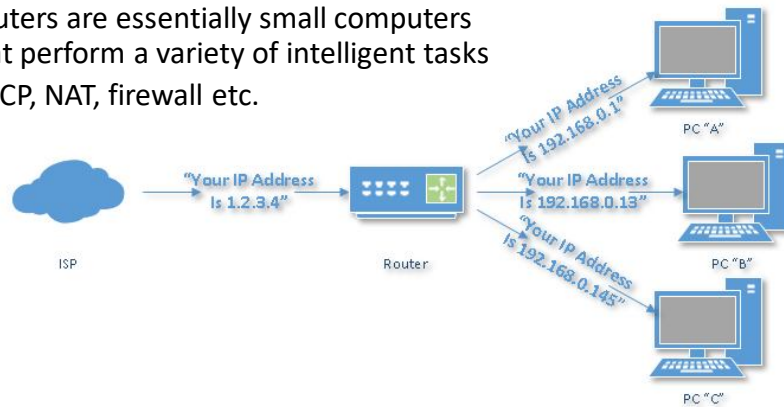 uters are essentially small computers
t perform a variety of intelligent tasks
CP, NAT, firewall etc.
"Your IP Address
Is 192.168.0.1"
PC "A"
"Your IP Address
Is 1.2.3.4"
"Your IP Address
Is 192.168.0.13"
ISP
Router
PC "B"
"Your IP Address
Is 192.168.0.145"
PC "C"